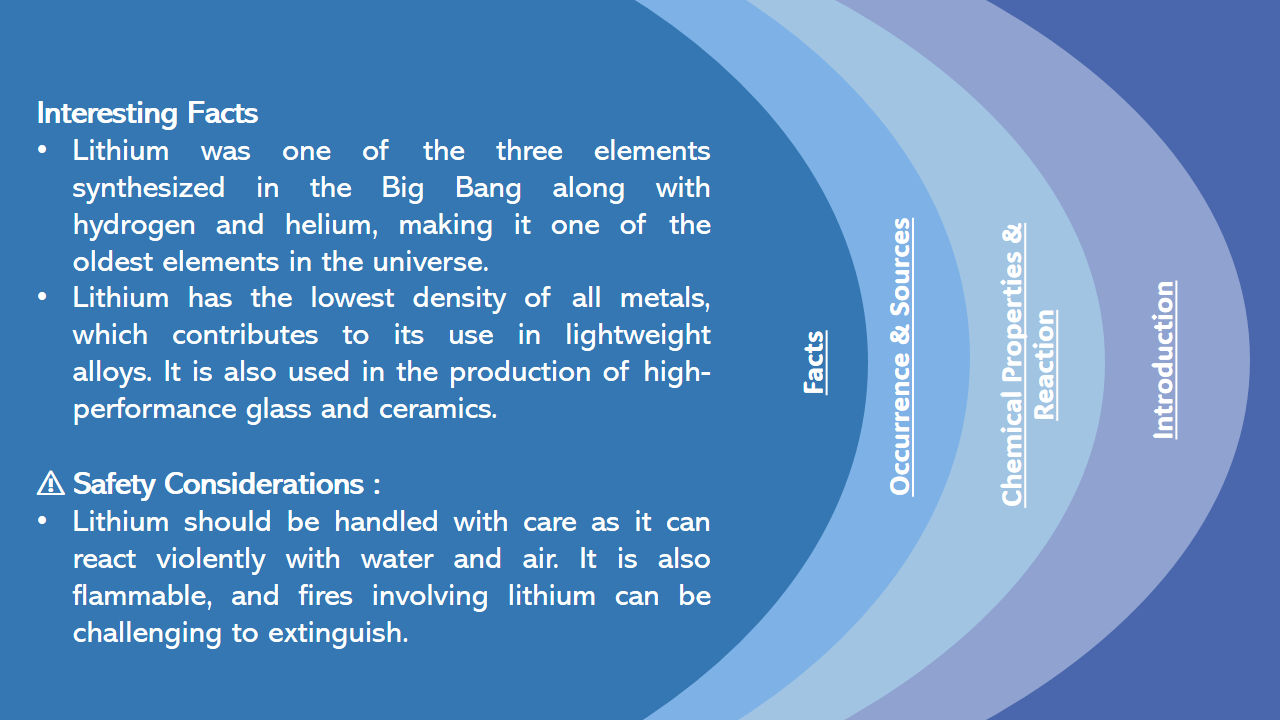 Interesting Facts
• Lithium was one of the three elements
synthesized in the Big Bang along with
hydrogen and helium, making it one of the
oldest elements in the universe.
• Lithium has the lowest density of all metals,
which contributes to its use in lightweight
alloys. It is also used in the production of high-
performance glass and ceramics.
⚠ Safety Considerations :
• Lithium should be handled with care as it can
react violently with water and air. It is also
flammable, and fires involving lithium can be
challenging to extinguish.
Facts
Occurrence & Sources
Chemical Properties &
Reaction
Introduction